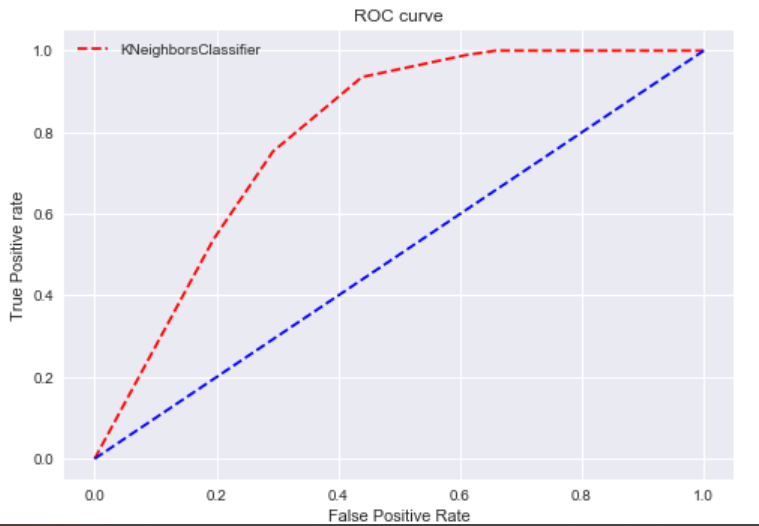 ROC curve
KNeighborsClassifier
1.0
0.8
0.6
0.4
0.2
0.0
True Positive rate
0.0 0.2 0.4 0.6 0.8 1.0
False Positive Rate